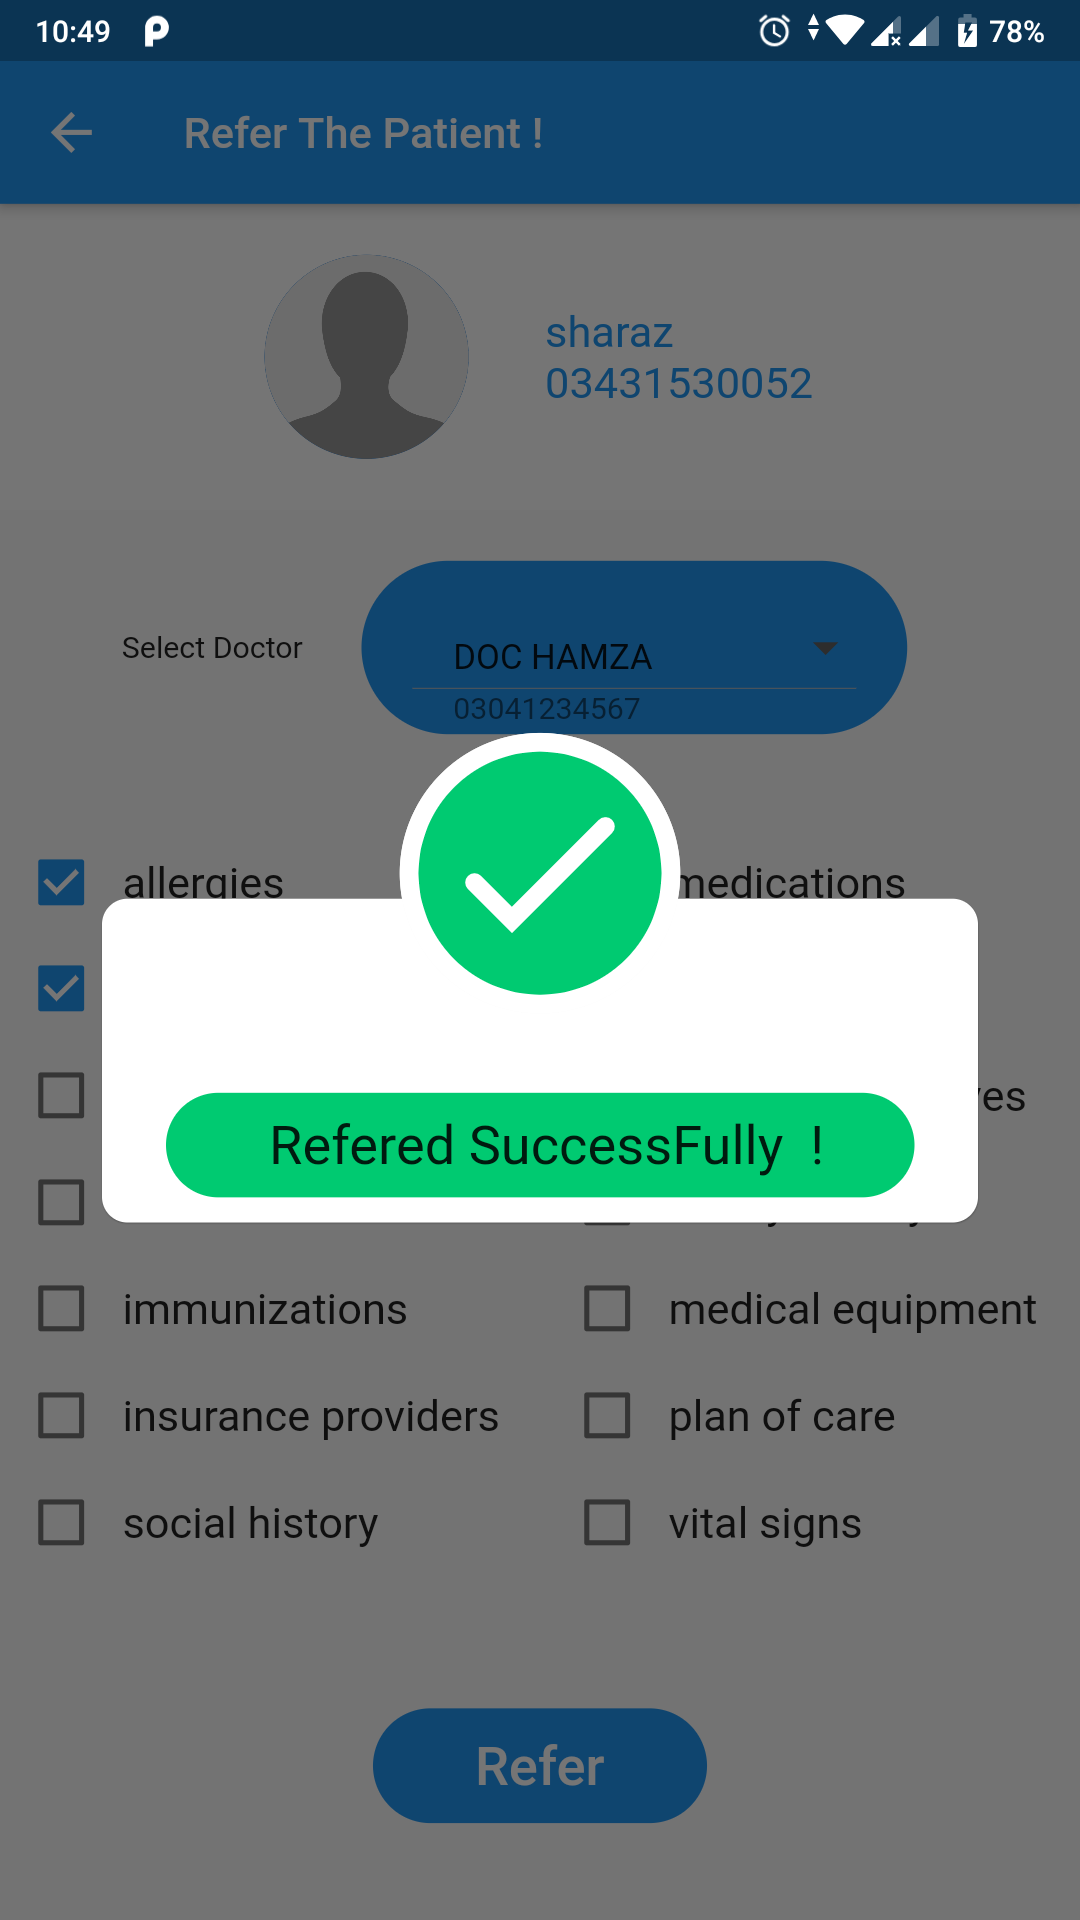 10:49
78%
Refer The Patient !
sharaz
03431530052
Select Doctor
DOC HAMZA
03041234567
allergies
medications
Refered SuccessFully !
immunizations
medical equipment
insurance providers
plan of care
social history
vital signs
Refer